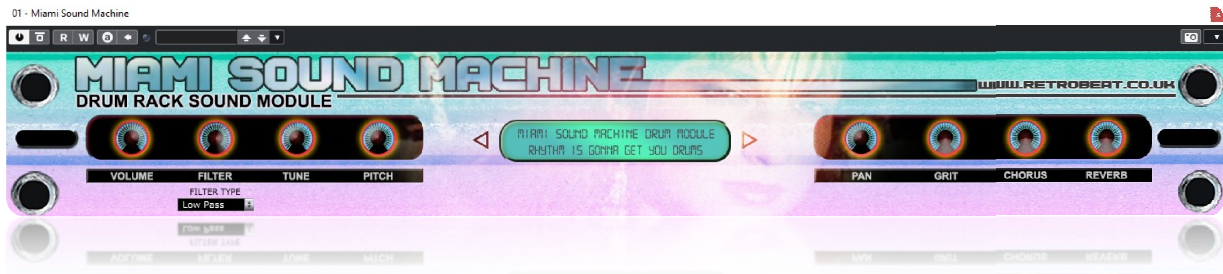 01 - Miami Sound Machine
R W a
MIAMI SOUND MACHINE
WWW.RETROBEAT.CO.UK
DRUM RACK SOUND MODULE
MIAMI SOUND MACHINE DRUM MODULE
RHYTHM IS GONNA GET YOU DRUMS
VOLUME FILTER TUNE PITCH PAN GRIT CHORUS REVERB
FILTER TYPE
Low Pass